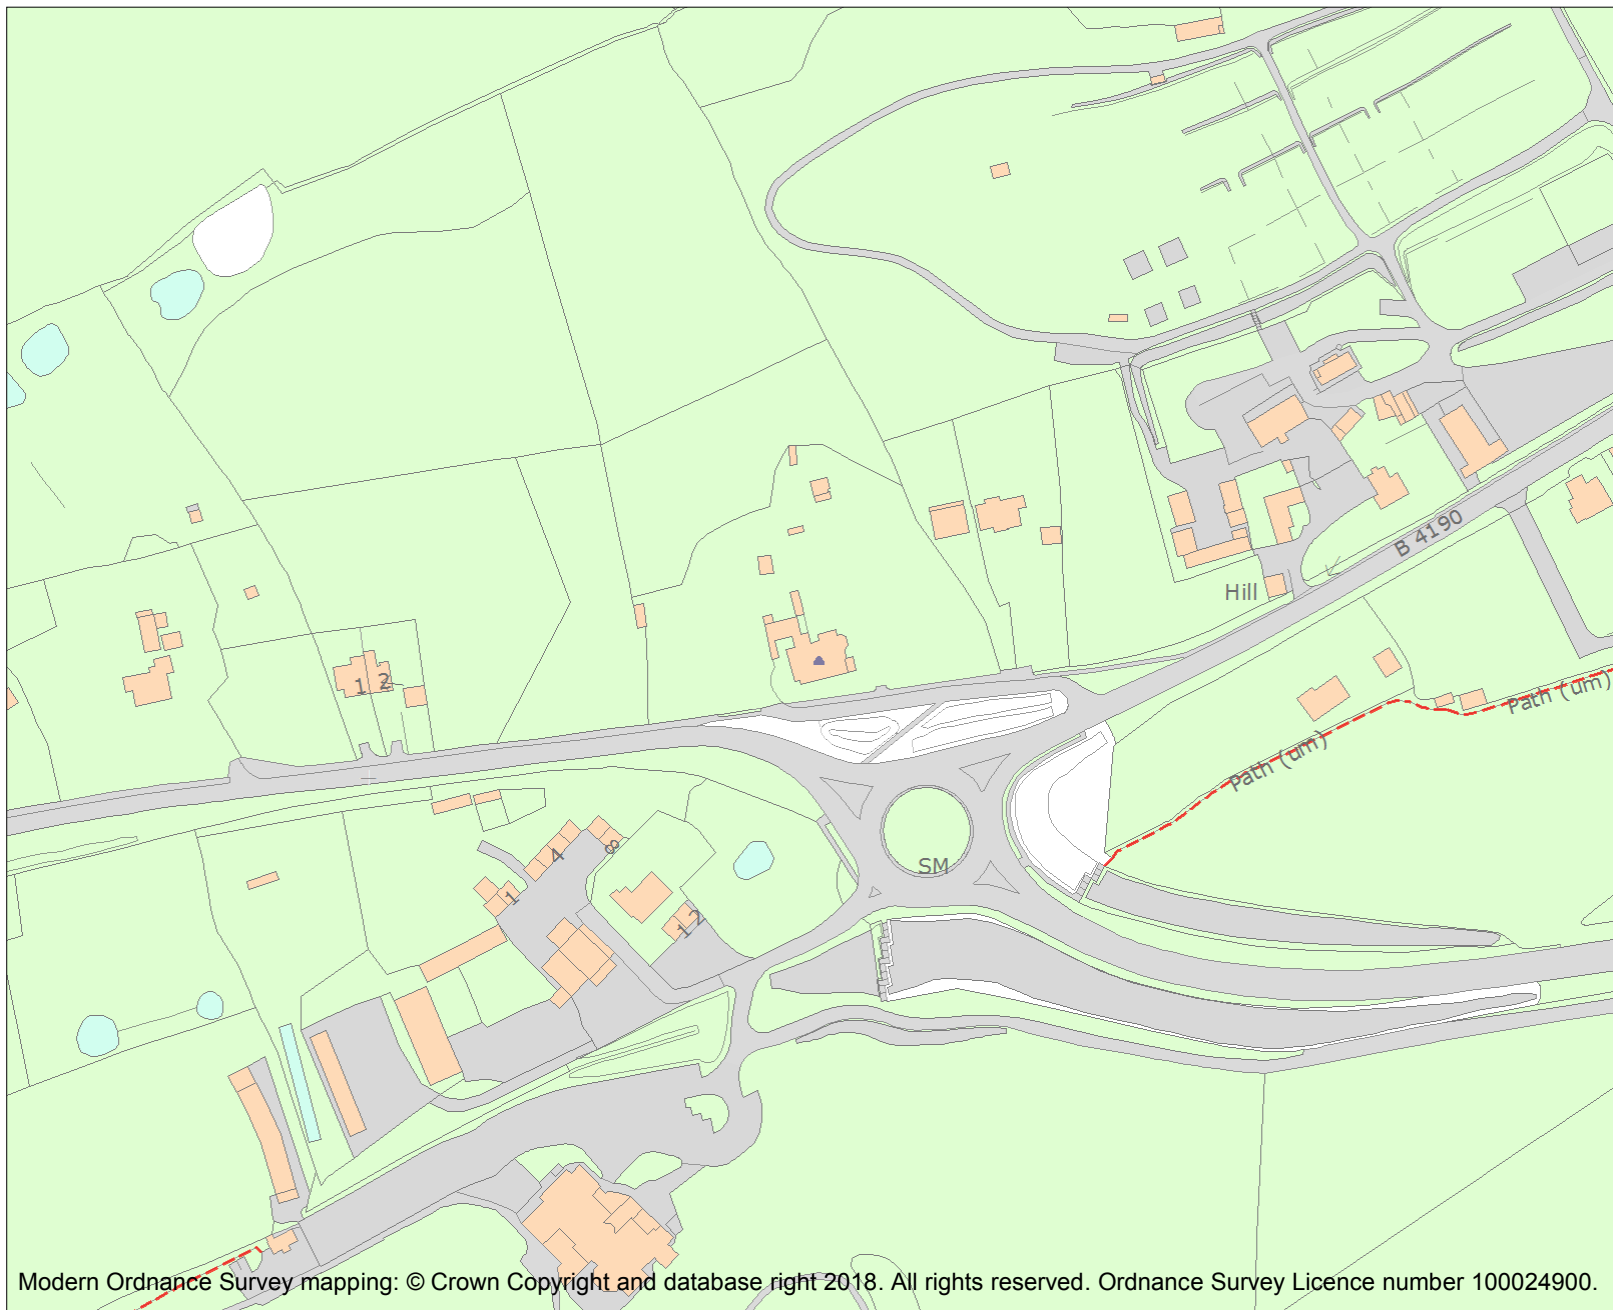 B 4190
Hill
Path (um)
1 2
Path (um)
4
8
SM
1
1 2
Modern Ordnance Survey mapping: © Crown Copyright and database right 2018. All rights reserved. Ordnance Survey Licence number 100024900.